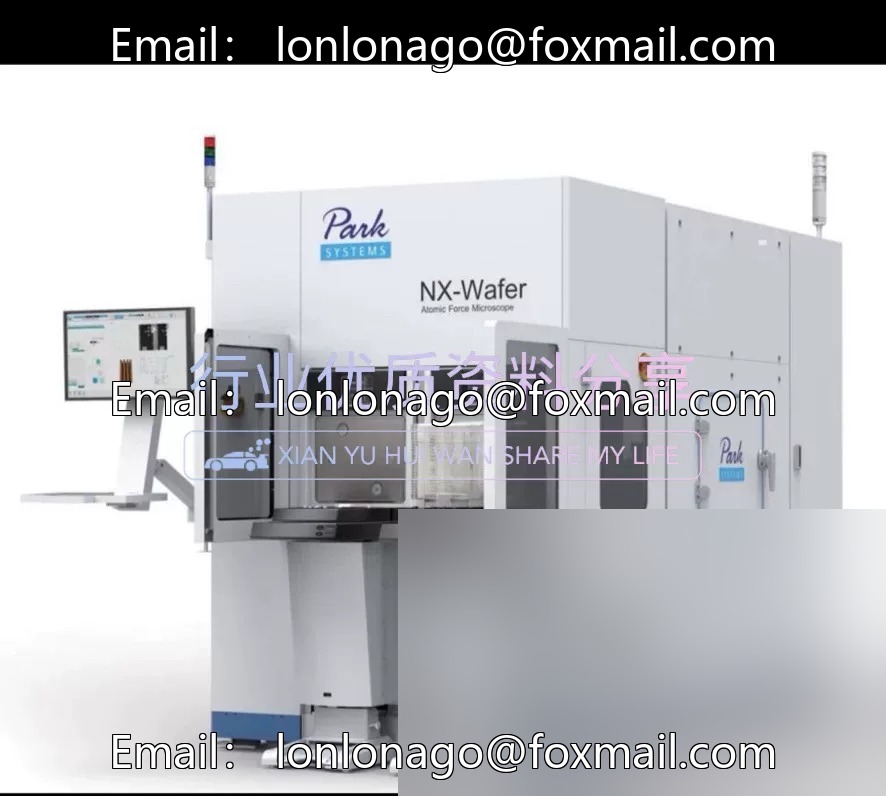 Email： lonlonago@foxmail.com
Park
SYSTEMS
NX-Wafer
Atomic Force Microscope
行业优质资料分享
Email： lonlonago@foxmail.com
XIAN YU HUI WAN SHARE MY LIFE
Park
SYSTEMS
Email： lonlonago@foxmail.com